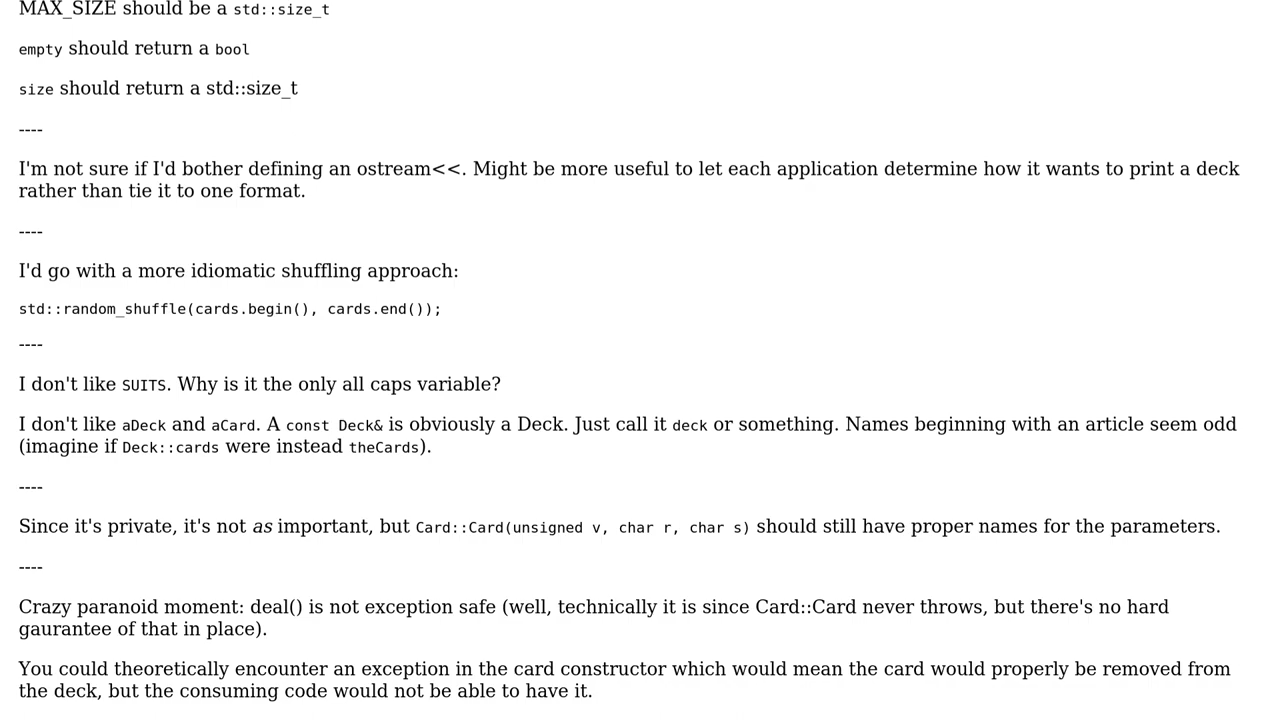 MAX_SIZE should be a std::size_t
empty should return a bool
size should return a std::size_t
----
I'm not sure if I'd bother defining an ostream<<. Might be more useful to let each application determine how it wants to print a deck
rather than tie it to one format.
----
I'd go with a more idiomatic shuffling approach:
std::random_shuffle(cards.begin(), cards.end());
----
I don't like SUITS. Why is it the only all caps variable?
I don't like aDeck and aCard. A const Deck& is obviously a Deck. Just call it deck or something. Names beginning with an article seem odd
(imagine if Deck::cards were instead theCards).
----
Since it's private, it's not as important, but Card::Card(unsigned v, char r, char s) should still have proper names for the parameters.
----
Crazy paranoid moment: deal() is not exception safe (well, technically it is since Card::Card never throws, but there's no hard
gaurantee of that in place).
You could theoretically encounter an exception in the card constructor which would mean the card would properly be removed from
the deck, but the consuming code would not be able to have it.